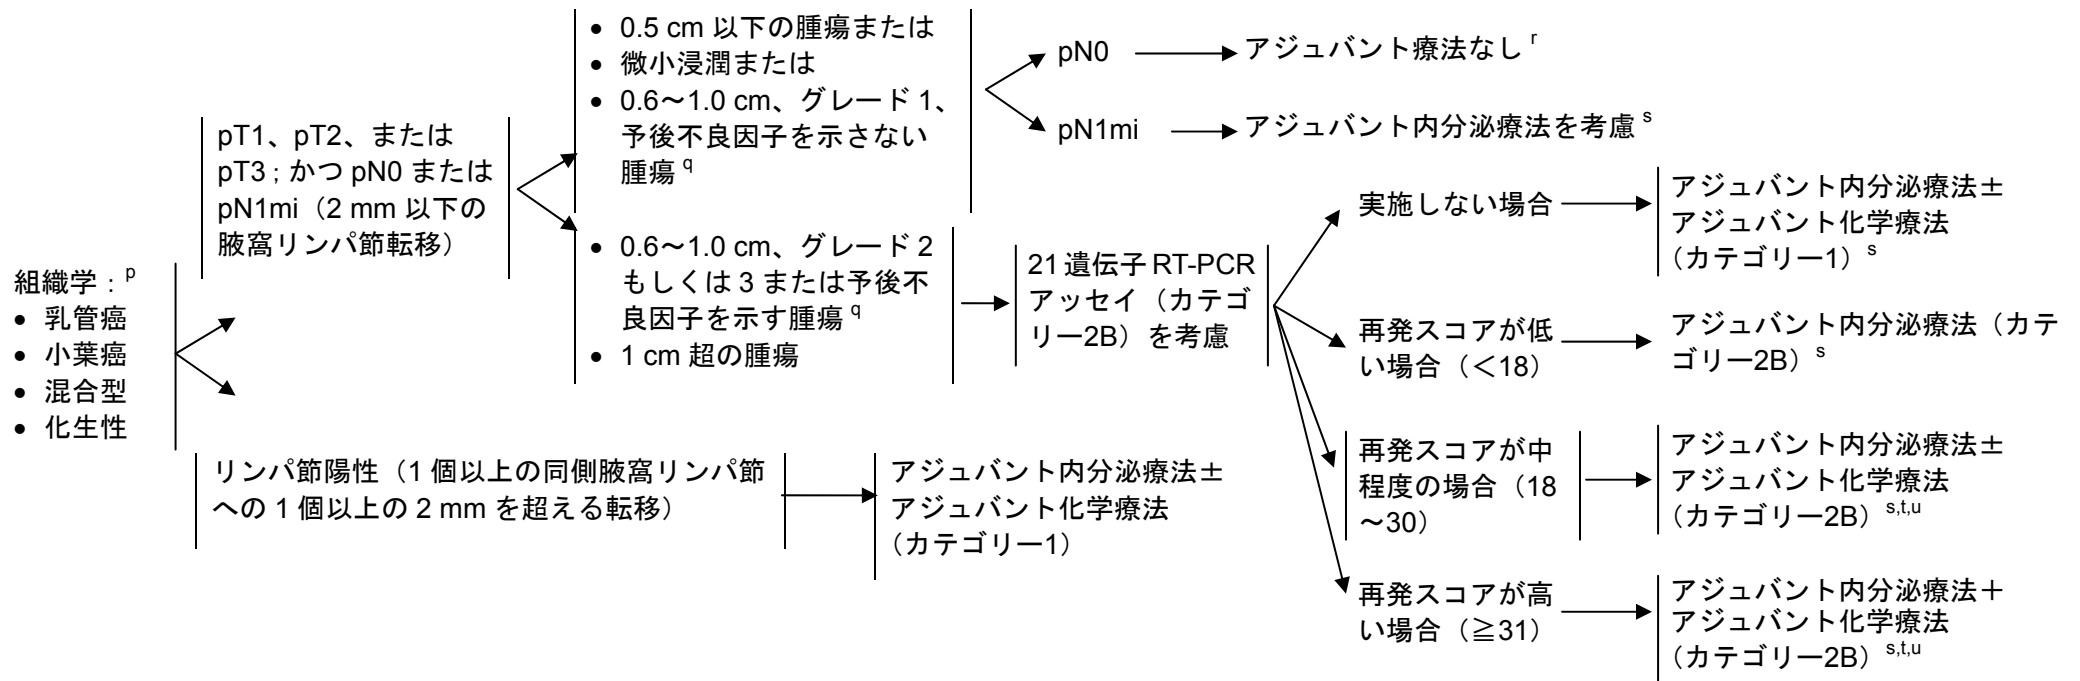 組織学：p
• 乳管癌
• 小葉癌
• 混合型
• 化生性
pT1、pT2、または
pT3；かつ pN0 または
pN1mi（2 mm 以下の
腋窩リンパ節転移）
• 0.5 cm 以下の腫瘍または
• 微小浸潤または
• 0.6～1.0 cm、グレード 1、
予後不良因子を示さない
腫瘍 q
pN0
アジュバント療法なし r
pN1mi
アジュバント内分泌療法を考慮 s
• 0.6～1.0 cm、グレード 2
もしくは 3 または予後不
良因子を示す腫瘍 q
• 1 cm 超の腫瘍
21 遺伝子 RT-PCR
アッセイ（カテゴ
リー2B）を考慮
実施しない場合
アジュバント内分泌療法±
アジュバント化学療法
（カテゴリー1）s
再発スコアが低
い場合（＜18）
アジュバント内分泌療法（カテ
ゴリー2B）s
再発スコアが中
程度の場合（18
～30）
アジュバント内分泌療法±
アジュバント化学療法
（カテゴリー2B）s,t,u
再発スコアが高
い場合（≧31）
アジュバント内分泌療法＋
アジュバント化学療法
（カテゴリー2B）s,t,u
リンパ節陽性（1 個以上の同側腋窩リンパ節
への 1 個以上の 2 mm を超える転移）
アジュバント内分泌療法±
アジュバント化学療法
（カテゴリー1）